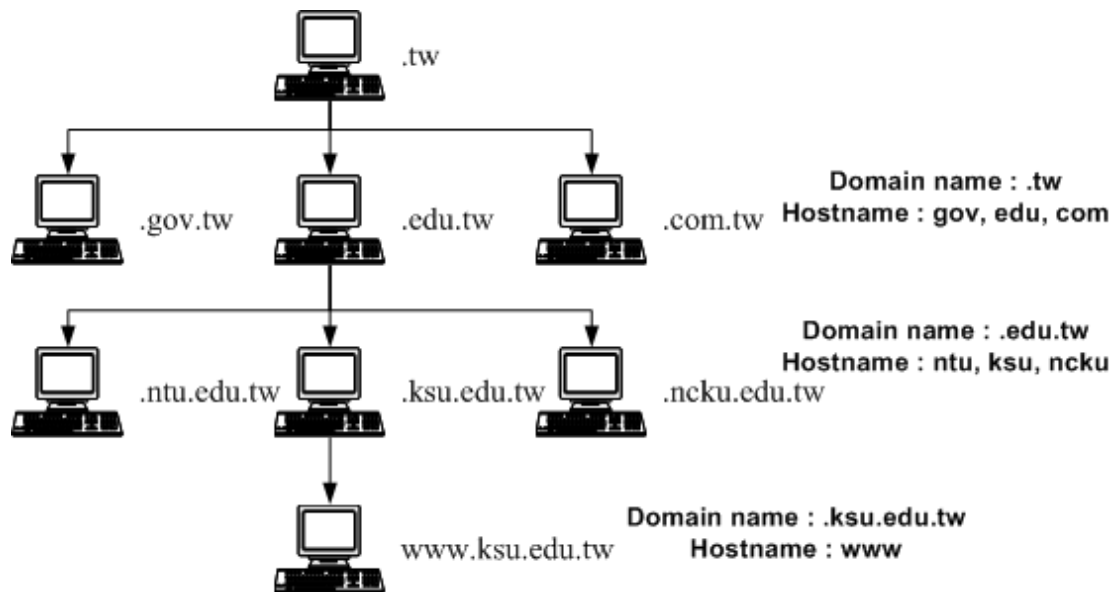 .tw
.gov.tw
.edu.tw
.com.tw
Domain name : .tw
Hostname : gov, edu, com
.ntu.edu.tw
.ksu.edu.tw
.ncku.edu.tw
Domain name : .edu.tw
Hostname : ntu, ksu, ncku
www.ksu.edu.tw
Domain name : .ksu.edu.tw
Hostname : www